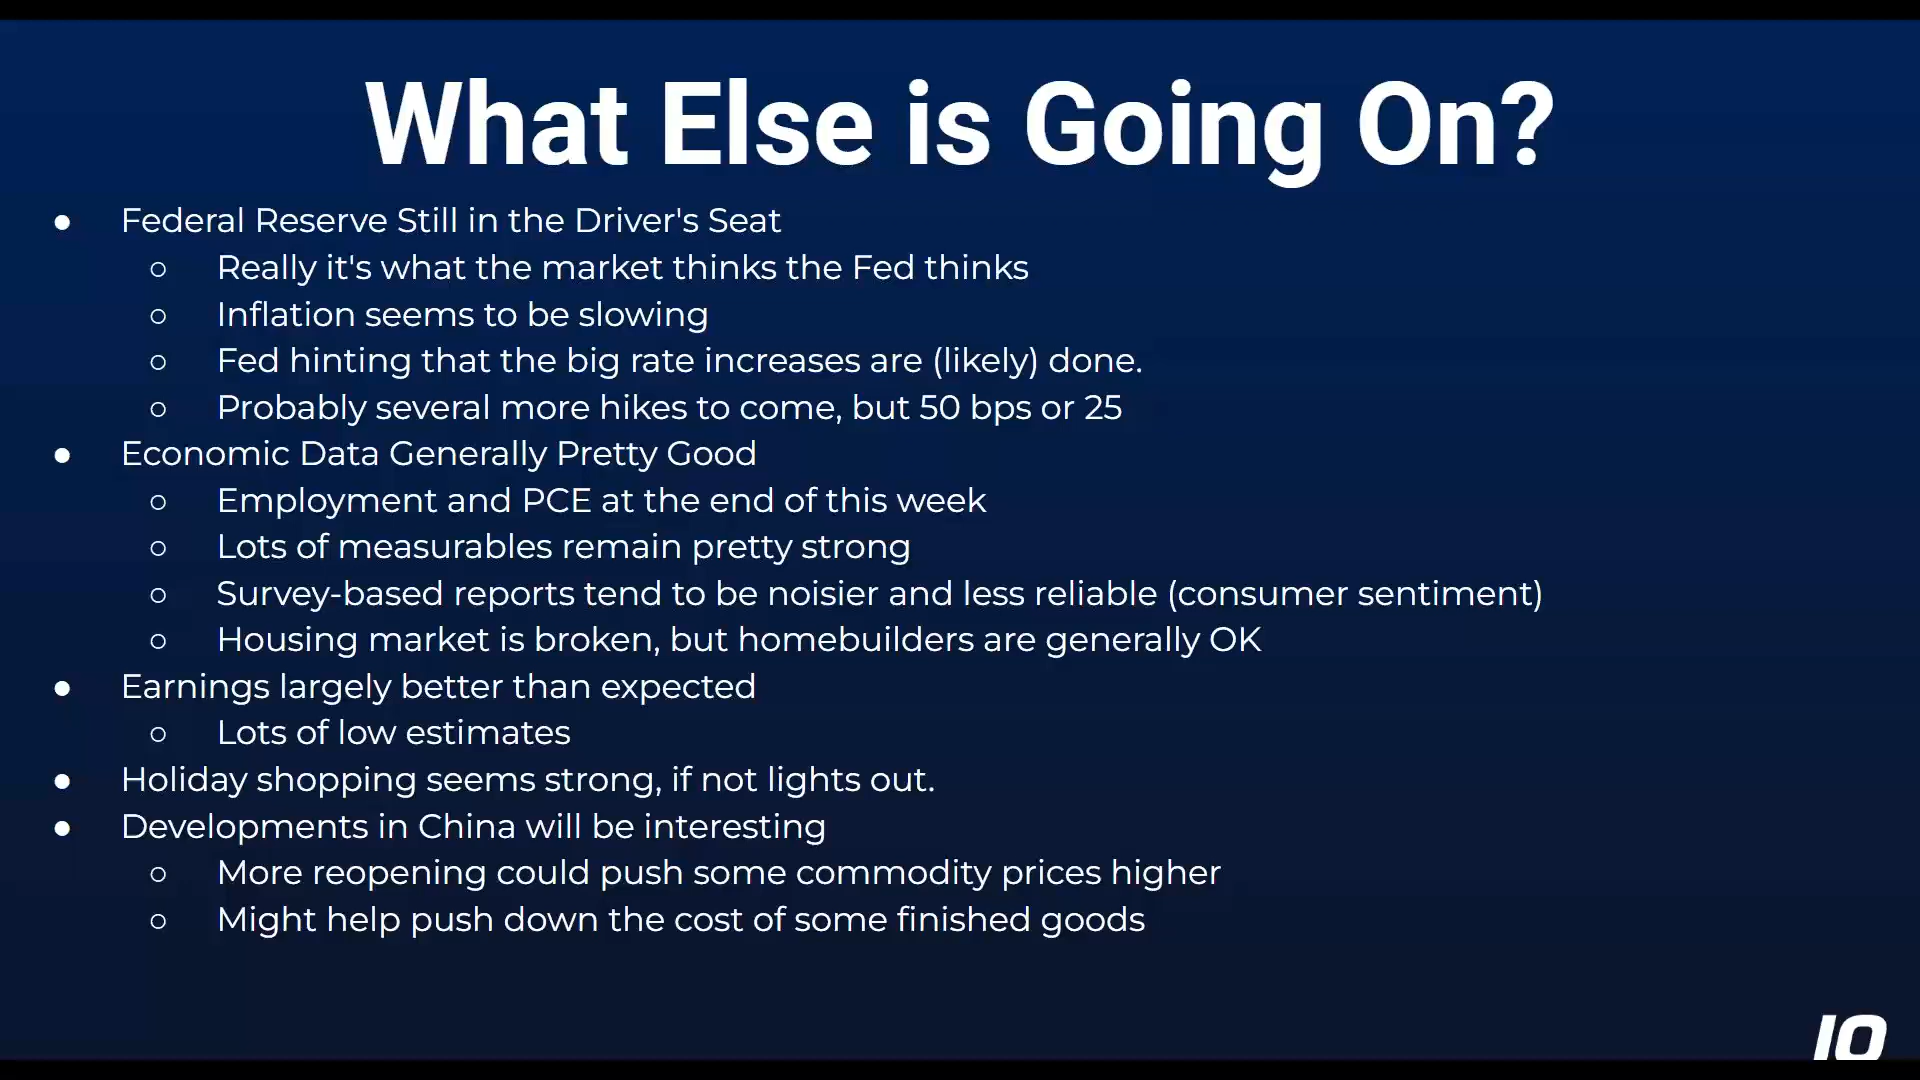 What Else is Going On?
● Federal Reserve Still in the Driver's Seat
○ Really it's what the market thinks the Fed thinks
○ Inflation seems to be slowing
○ Fed hinting that the big rate increases are (likely) done.
○ Probably several more hikes to come, but 50 bps or 25
● Economic Data Generally Pretty Good
○ Employment and PCE at the end of this week
○ Lots of measurables remain pretty strong
○ Survey-based reports tend to be noisier and less reliable (consumer sentiment)
○ Housing market is broken, but homebuilders are generally OK
● Earnings largely better than expected
○ Lots of low estimates
● Holiday shopping seems strong, if not lights out.
● Developments in China will be interesting
○ More reopening could push some commodity prices higher
○ Might help push down the cost of some finished goods
IO